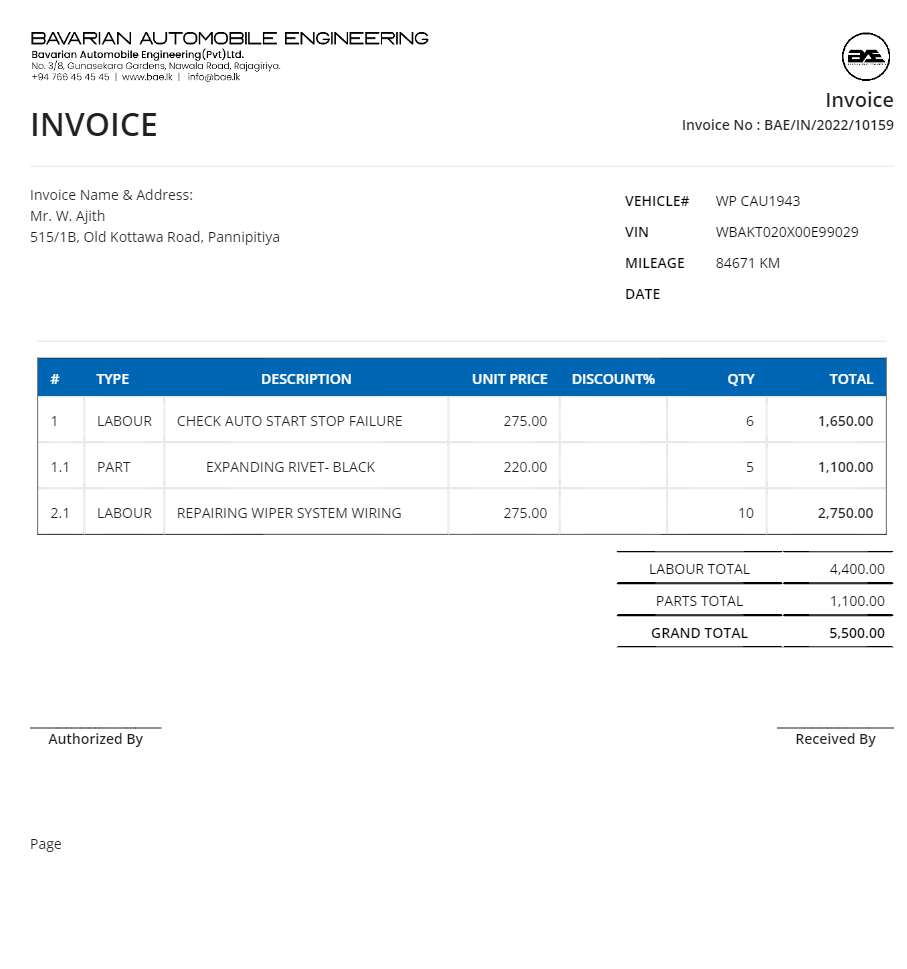 BAVARIAN AUTOMOBILE ENGINEERING
Bavarian Automobile Engineering(Pvt)Ltd.
No. 3/8, Gunasekara Gardens, Nawala Road, Rajagiriya.
+94 766 45 45 45 | www.bae.lk | info@bae.lk
BAE
Invoice
INVOICE
Invoice No : BAE/IN/2022/10159
Invoice Name & Address:
Mr. W. Ajith
515/1B, Old Kottawa Road, Pannipitiya
VEHICLE# WP CAU1943
VIN WBAKT020X00E99029
MILEAGE 84671 KM
DATE
# TYPE DESCRIPTION UNIT PRICE DISCOUNT% QTY TOTAL
1 LABOUR CHECK AUTO START STOP FAILURE 275.00 6 1,650.00
1.1 PART EXPANDING RIVET- BLACK 220.00 5 1,100.00
2.1 LABOUR REPAIRING WIPER SYSTEM WIRING 275.00 10 2,750.00
LABOUR TOTAL 4,400.00
PARTS TOTAL 1,100.00
GRAND TOTAL 5,500.00
Authorized By Received By
Page